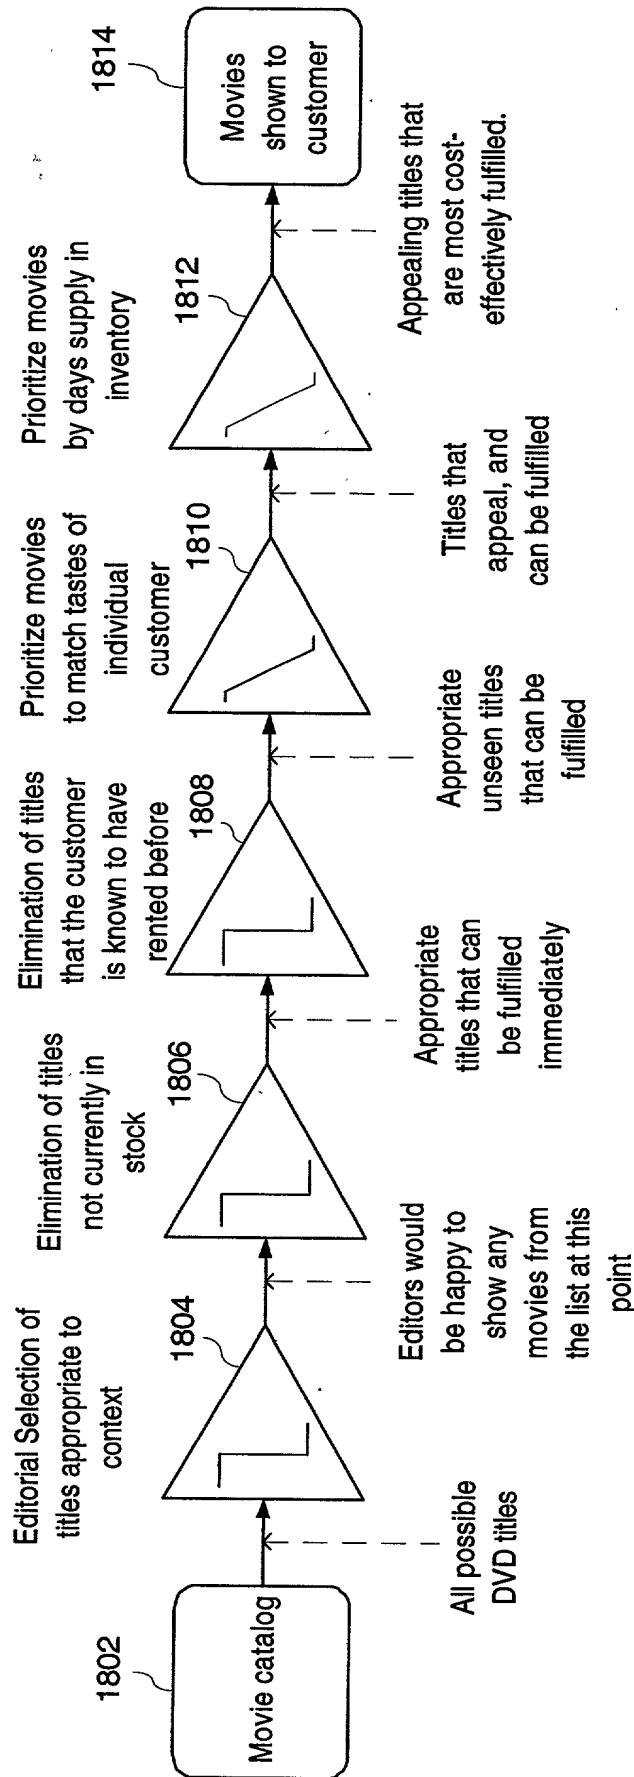 1802
Movie catalog
All possible
DVD titles
Editorial Selection of
titles appropriate to
context
1804
Editors would
be happy to
show any
movies from
the list at this
point
Elimination of titles
not currently in
stock
1806
Appropriate
titles that can
be fulfilled
immediately
Elimination of titles
that the customer
is known to have
rented before
1808
Appropriate
unseen titles
that can be
fulfilled
Prioritize movies
to match tastes of
individual
customer
1810
Titles that
appeal, and
can be fulfilled
Prioritize movies
by days supply in
inventory
1812
Appealing titles that
are most cost-
effectively fulfilled.
1814
Movies
shown to
customer